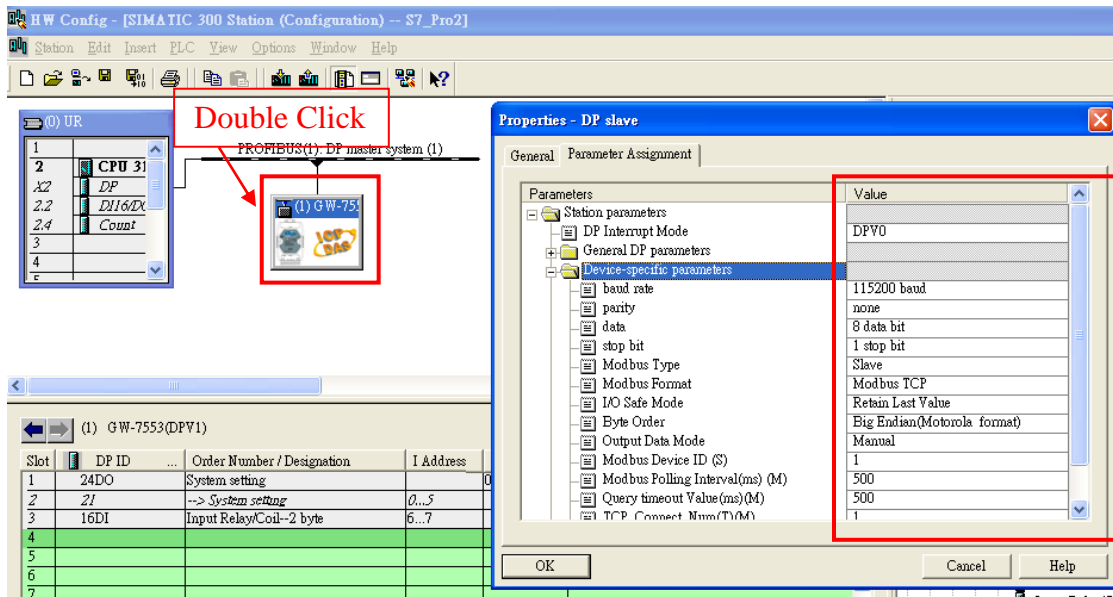 HW Config - [SIMATIC 300 Station (Configuration) -- S7_Pro2]
Station Edit Insert PLC View Options Window Help
Double Click
(0) UR
1
2 CPU 31
X2 DP
2.2 DI16/DO
2.4 Count
3
4
PROFIBUS(1): DP master system (1)
(1) GW-755
ICP DAS
(1) GW-7553(DPV1)
Slot DP ID ... Order Number / Designation I Address
1 24DO System setting 0
2 21 --> System setting 0...5
3 16DI Input Relay/Coil--2 byte 6...7
4
5
6
7
Properties - DP slave
General Parameter Assignment
Parameters Value
Station parameters
DP Interrupt Mode DPV0
General DP parameters
Device-specific parameters
baud rate 115200 baud
parity none
data 8 data bit
stop bit 1 stop bit
Modbus Type Slave
Modbus Format Modbus TCP
I/O Safe Mode Retain Last Value
Byte Order Big Endian(Motorola format)
Output Data Mode Manual
Modbus Device ID (S) 1
Modbus Polling Interval(ms) (M) 500
Query timeout Value(ms)(M) 500
TCP Connect Num(T)(M) 1
OK Cancel Help